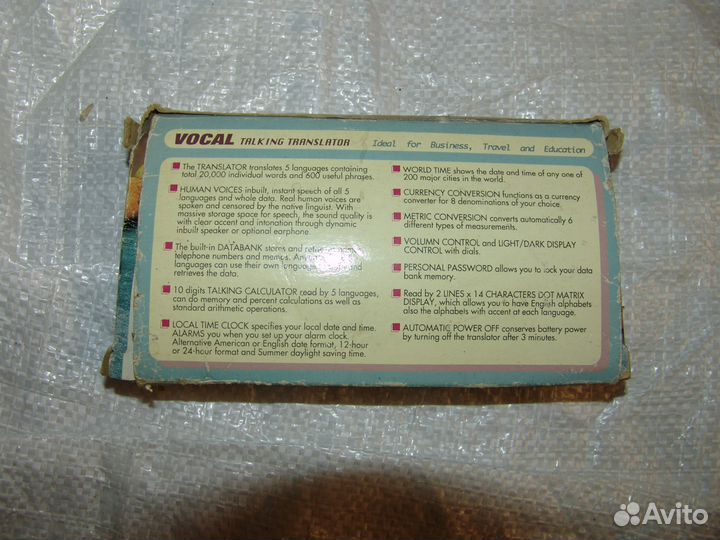 VOCAL TALKING TRANSLATOR Ideal for Business, Travel and Education
The TRANSLATOR translates 5 languages containing
total 20,000 individual words and 600 useful phrases.
HUMAN VOICES inbuilt, instant speech of all 5
languages and whole data. Real human voices are
spoken and censored by the native linguist. With
massive storage space for speech, the sound quality is
with clear accent and intonation through dynamic
inbuilt speaker or optional earphone.
The built-in DATABANK stores and
telephone numbers and memos.
languages can use their own
retrieves the data.
10 digits TALKING CALCULATOR read by 5 languages,
can do memory and percent calculations as well as
standard arithmetic operations.
LOCAL TIME CLOCK specifies your local date and time.
ALARMS you when you set up your alarm clock.
Alternative American or English date format, 12-hour
or 24-hour format and Summer daylight saving time.
WORLD TIME shows the date and time of any one of
200 major cities in the world.
CURRENCY CONVERSION functions as a currency
converter for 8 denominations of your choice.
METRIC CONVERSION converts automatically 6
different types of measurements.
VOLUMN CONTROL and LIGHT/DARK DISPLAY
CONTROL with dials.
PERSONAL PASSWORD allows you to lock your data
bank memory.
Read by 2 LINES x 14 CHARACTERS DOT MATRIX
DISPLAY, which allows you to have English alphabets
also the alphabets with accent at each language.
AUTOMATIC POWER OFF conserves battery power
by turning off the translator after 3 minutes.
Avito